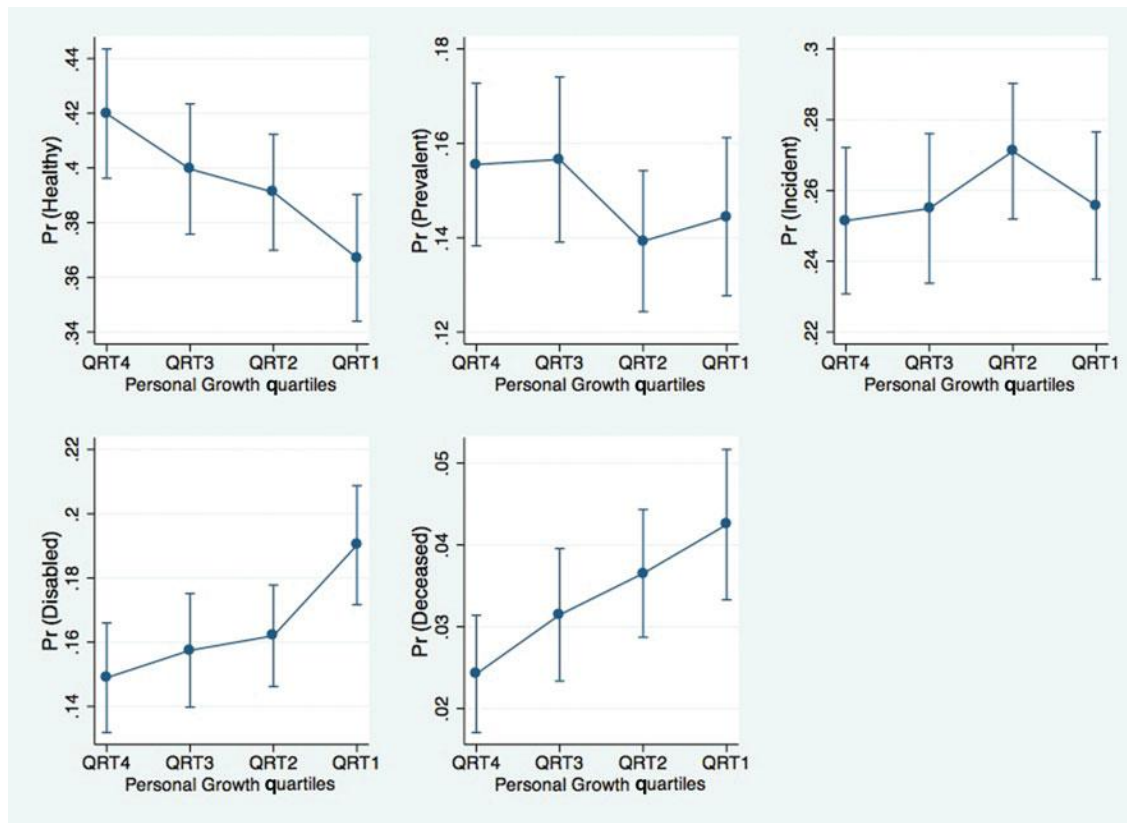 Pr (Healthy)
.44
.42
.4
.38
.36
.34
QRT4 QRT3 QRT2 QRT1
Personal Growth quartiles
Pr (Prevalent)
.18
.16
.14
.12
QRT4 QRT3 QRT2 QRT1
Personal Growth quartiles
Pr (Incident)
.3
.28
.26
.24
.22
QRT4 QRT3 QRT2 QRT1
Personal Growth quartiles
Pr (Disabled)
.22
.2
.18
.16
.14
QRT4 QRT3 QRT2 QRT1
Personal Growth quartiles
Pr (Deceased)
.05
.04
.03
.02
QRT4 QRT3 QRT2 QRT1
Personal Growth quartiles